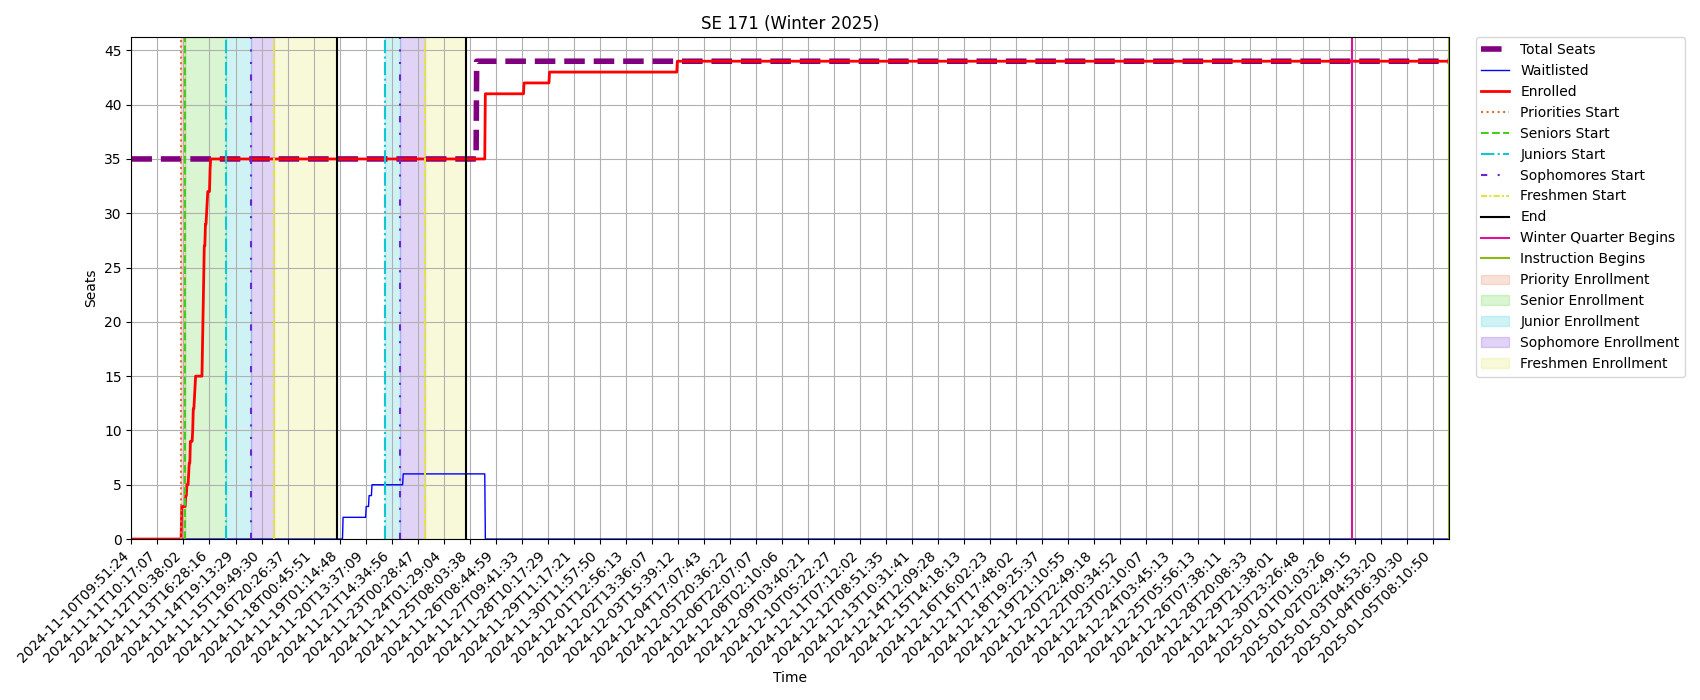 SE 171 (Winter 2025)
Seats
45
40
35
30
25
20
15
10
5
0
2024-11-10T09:51:24
2024-11-11T10:17:07
2024-11-12T10:38:02
2024-11-13T16:28:16
2024-11-14T19:13:29
2024-11-15T19:49:30
2024-11-16T20:26:37
2024-11-18T00:45:51
2024-11-19T01:14:48
2024-11-20T13:37:09
2024-11-21T14:34:56
2024-11-23T00:28:47
2024-11-24T01:29:04
2024-11-25T08:03:38
2024-11-26T08:44:59
2024-11-27T09:41:33
2024-11-28T10:17:29
2024-11-29T11:17:21
2024-11-30T11:57:50
2024-12-01T12:56:13
2024-12-02T13:36:07
2024-12-03T15:39:12
2024-12-04T17:07:43
2024-12-05T20:36:22
2024-12-06T22:07:07
2024-12-08T02:10:06
2024-12-09T03:40:21
2024-12-10T05:22:27
2024-12-11T07:12:02
2024-12-12T08:51:35
2024-12-13T10:31:41
2024-12-14T12:09:28
2024-12-15T14:18:13
2024-12-16T16:02:23
2024-12-17T17:48:02
2024-12-18T19:25:37
2024-12-19T21:10:55
2024-12-20T22:49:18
2024-12-22T00:34:52
2024-12-23T02:10:07
2024-12-24T03:45:13
2024-12-25T05:56:13
2024-12-26T07:38:11
2024-12-28T20:08:33
2024-12-29T21:38:01
2024-12-30T23:26:48
2025-01-01T01:03:26
2025-01-02T02:49:15
2025-01-03T04:53:20
2025-01-04T06:30:30
2025-01-05T08:10:50
Time
Total Seats
Waitlisted
Enrolled
Priorities Start
Seniors Start
Juniors Start
Sophomores Start
Freshmen Start
End
Winter Quarter Begins
Instruction Begins
Priority Enrollment
Senior Enrollment
Junior Enrollment
Sophomore Enrollment
Freshmen Enrollment